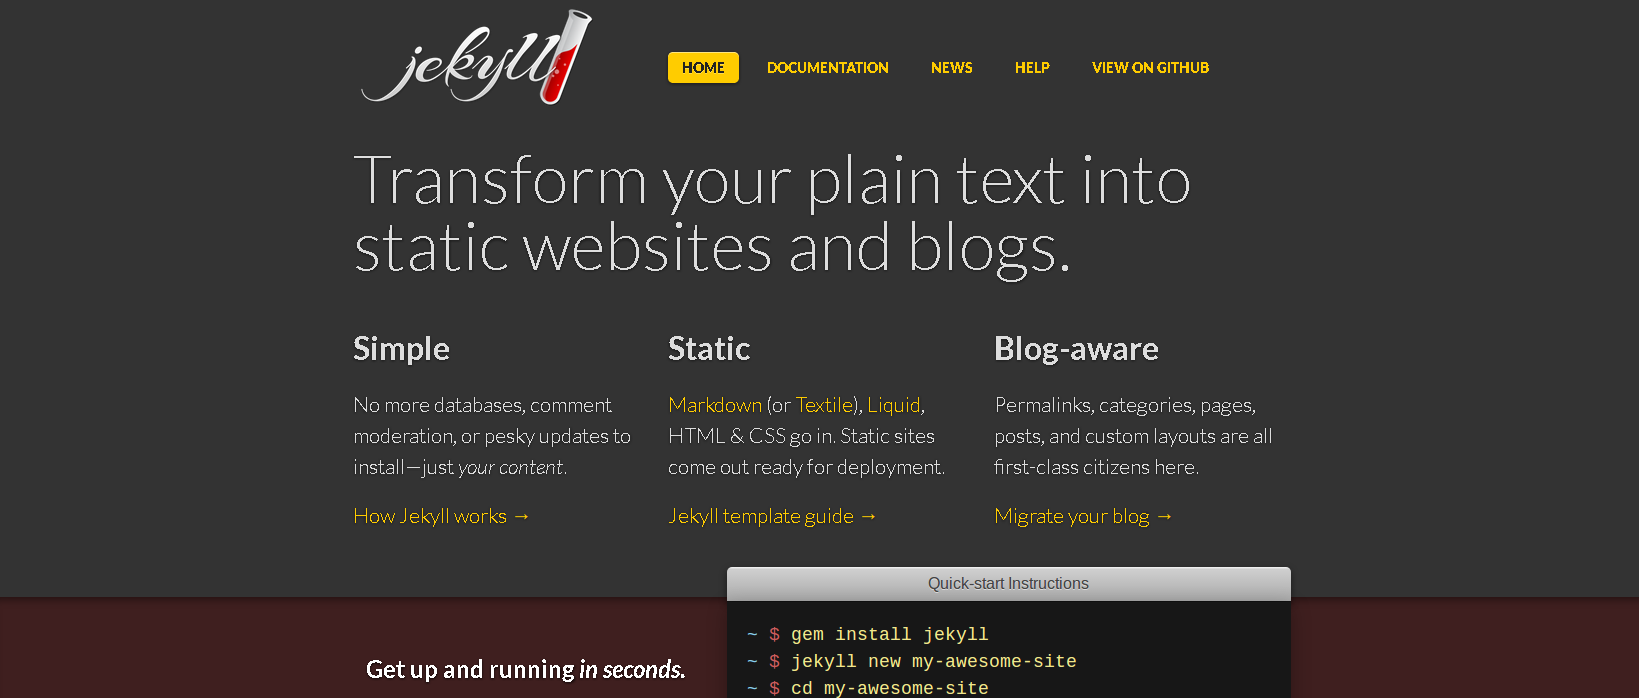 jekyll
HOME DOCUMENTATION NEWS HELP VIEW ON GITHUB
Transform your plain text into
static websites and blogs.
Simple
No more databases, comment
moderation, or pesky updates to
install—just your content.
How Jekyll works →
Static
Markdown (or Textile), Liquid,
HTML & CSS go in. Static sites
come out ready for deployment.
Jekyll template guide →
Blog-aware
Permalinks, categories, pages,
posts, and custom layouts are all
first-class citizens here.
Migrate your blog →
Get up and running in seconds.
Quick-start Instructions
~ $ gem install jekyll
~ $ jekyll new my-awesome-site
~ $ cd my-awesome-site